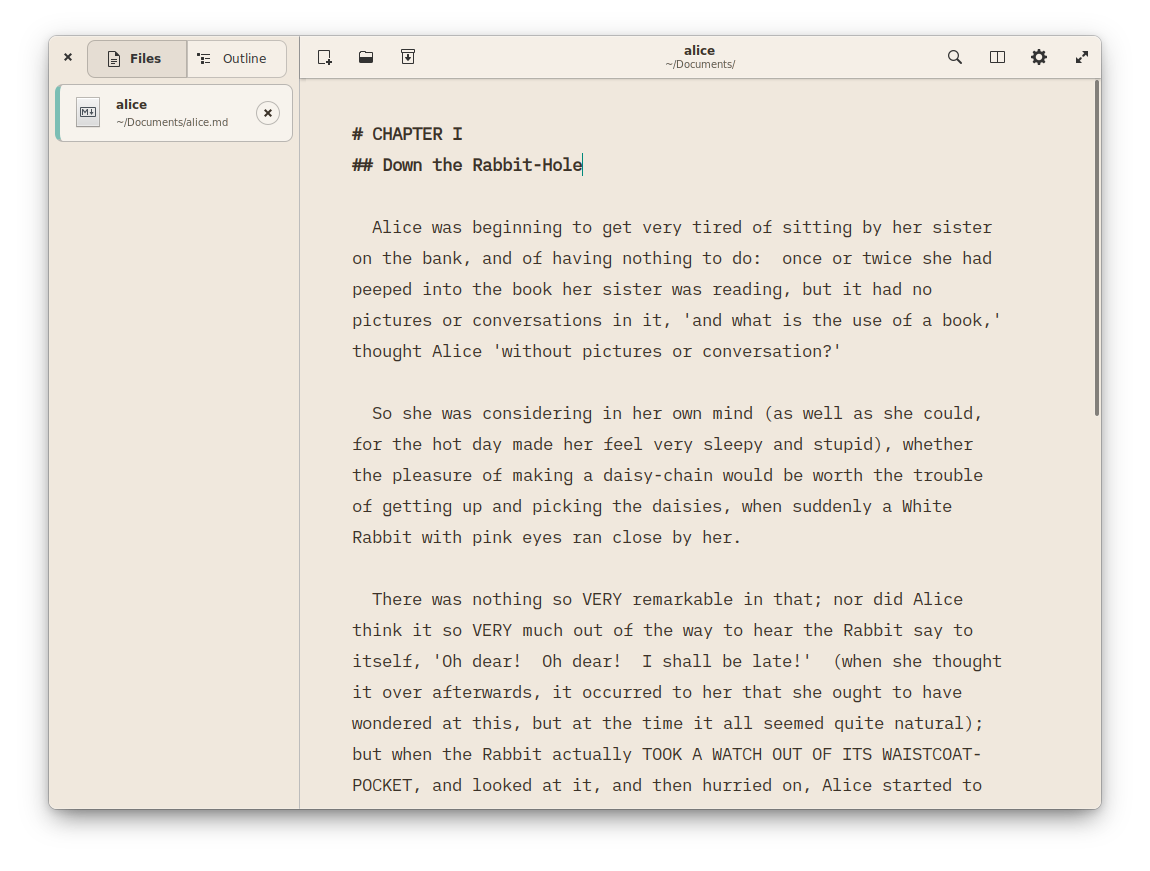 Files
Outline
alice
~/Documents/
alice
~/Documents/alice.md
# CHAPTER I
## Down the Rabbit-Hole
  Alice was beginning to get very tired of sitting by her sister
on the bank, and of having nothing to do:  once or twice she had
peeped into the book her sister was reading, but it had no
pictures or conversations in it, 'and what is the use of a book,'
thought Alice 'without pictures or conversation?'
  So she was considering in her own mind (as well as she could,
for the hot day made her feel very sleepy and stupid), whether
the pleasure of making a daisy-chain would be worth the trouble
of getting up and picking the daisies, when suddenly a White
Rabbit with pink eyes ran close by her.
  There was nothing so VERY remarkable in that; nor did Alice
think it so VERY much out of the way to hear the Rabbit say to
itself, 'Oh dear!  Oh dear!  I shall be late!'  (when she thought
it over afterwards, it occurred to her that she ought to have
wondered at this, but at the time it all seemed quite natural);
but when the Rabbit actually TOOK A WATCH OUT OF ITS WAISTCOAT-
POCKET, and looked at it, and then hurried on, Alice started to